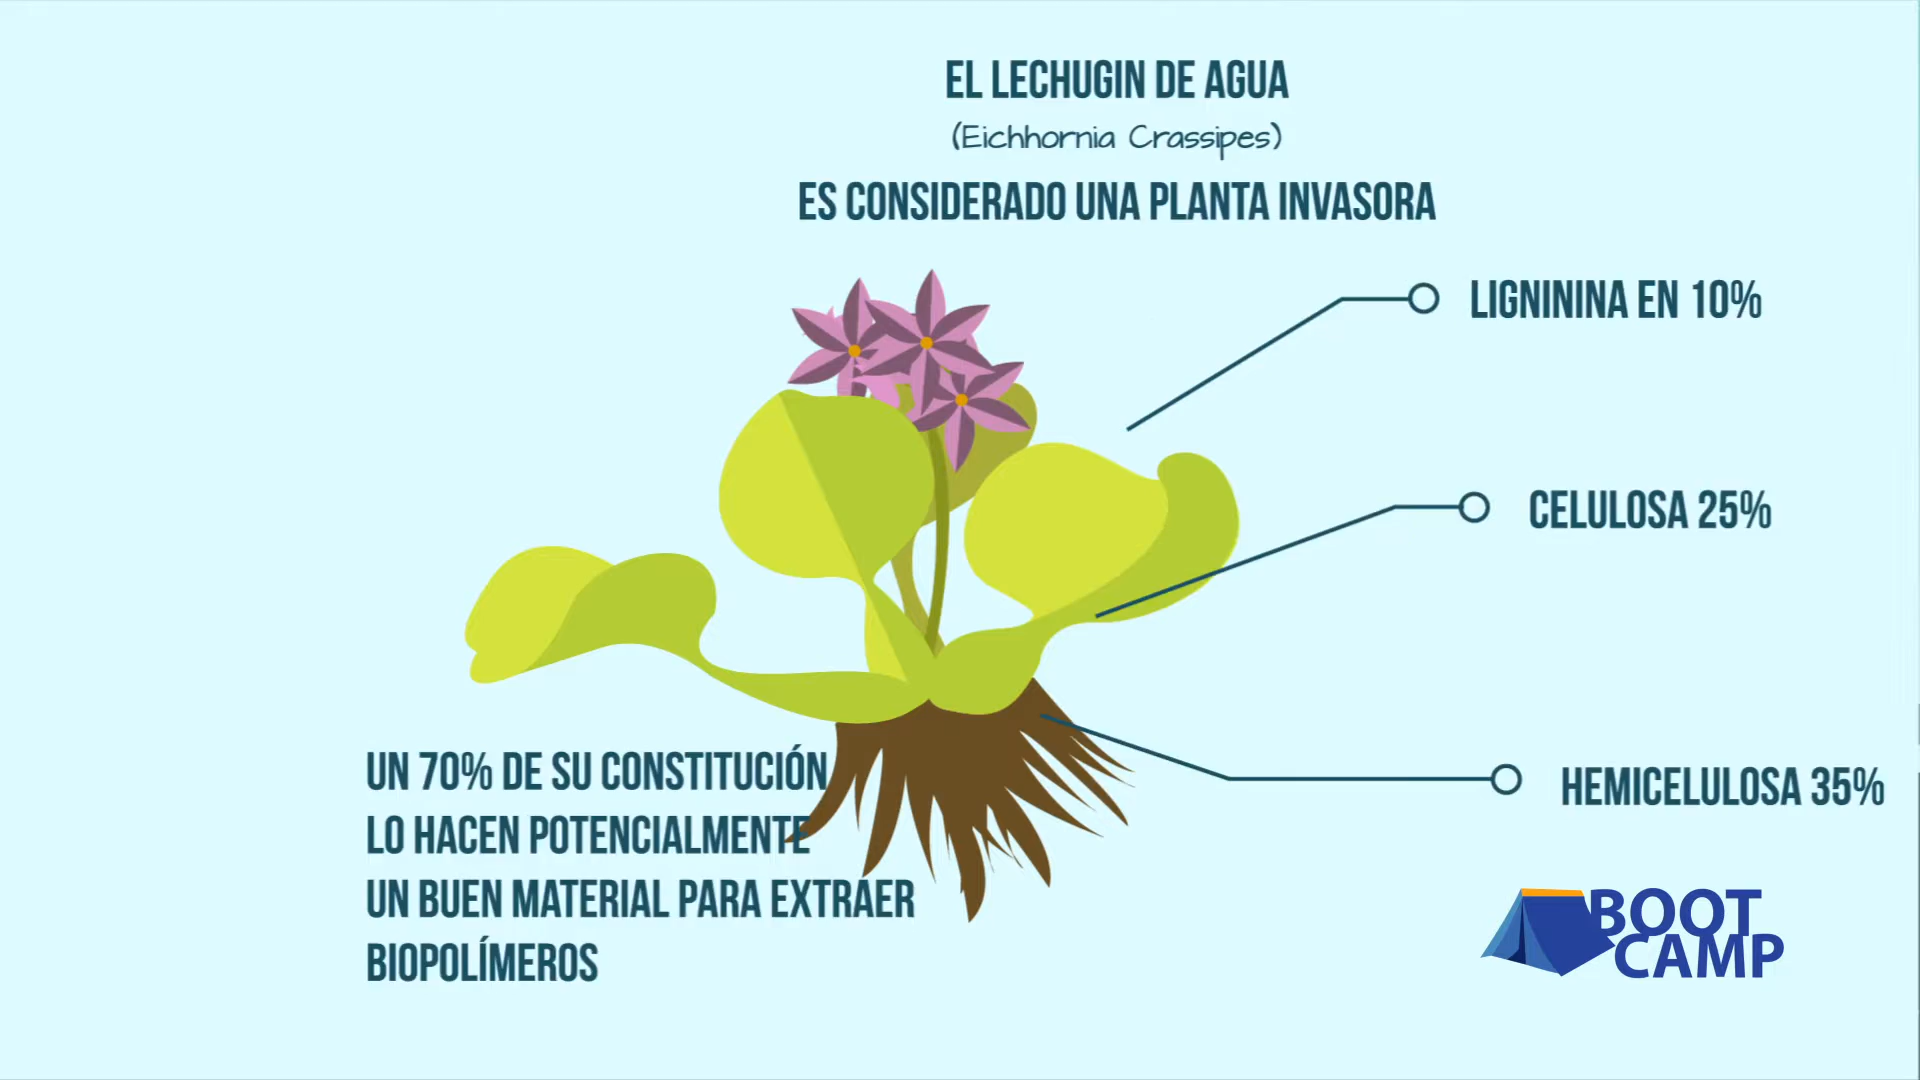 EL LECHUGIN DE AGUA
(Eichhornia Crassipes)
ES CONSIDERADO UNA PLANTA INVASORA
LIGNININA EN 10%
CELULOSA 25%
HEMICELULOSA 35%
UN 70% DE SU CONSTITUCIÓN
LO HACEN POTENCIALMENTE
UN BUEN MATERIAL PARA EXTRAER
BIOPOLÍMEROS
BOOT
CAMP